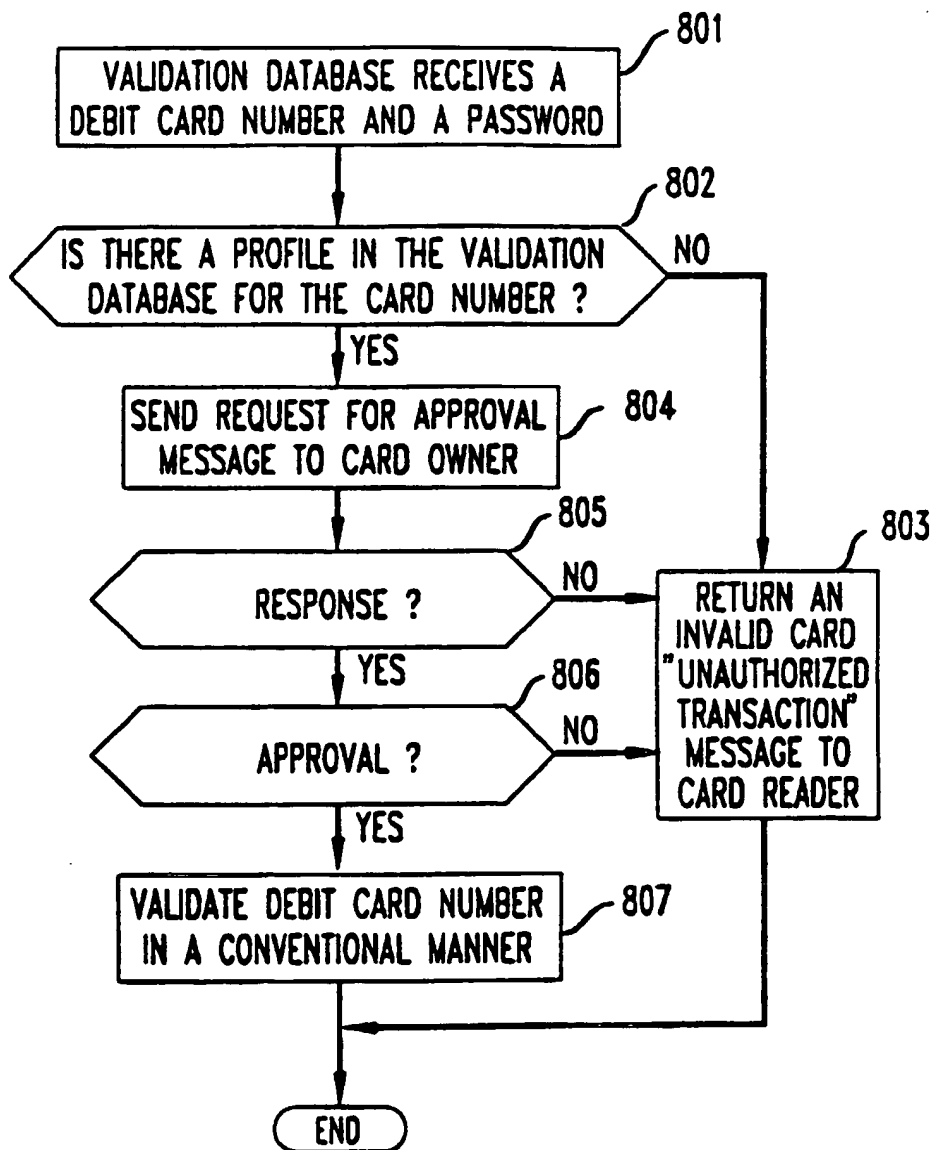 801
VALIDATION DATABASE RECEIVES A
DEBIT CARD NUMBER AND A PASSWORD
802
IS THERE A PROFILE IN THE VALIDATION
DATABASE FOR THE CARD NUMBER ?
NO
YES
SEND REQUEST FOR APPROVAL
MESSAGE TO CARD OWNER
804
805
RESPONSE ?
NO
YES
803
RETURN AN
INVALID CARD
"UNAUTHORIZED
TRANSACTION"
MESSAGE TO
CARD READER
806
APPROVAL ?
NO
YES
VALIDATE DEBIT CARD NUMBER
IN A CONVENTIONAL MANNER
807
END